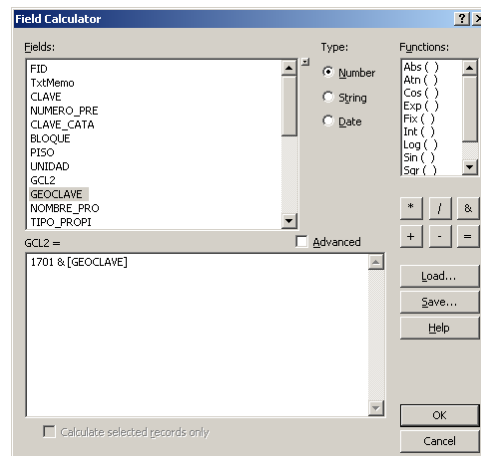 Field Calculator
Fields:
FID
TxtMemo
CLAVE
NUMERO_PRE
CLAVE_CATA
BLOQUE
PISO
UNIDAD
GCL2
GEOCLAVE
NOMBRE_PRO
TIPO_PROPI
Type:
Number
String
Date
Functions:
Abs ( )
Atn ( )
Cos ( )
Exp ( )
Fix ( )
Int ( )
Log ( )
Sin ( )
Sqr ( )
* / &
+ - =
GCL2 =
Advanced
1701 & [GEOCLAVE]
Load...
Save...
Help
Calculate selected records only
OK
Cancel